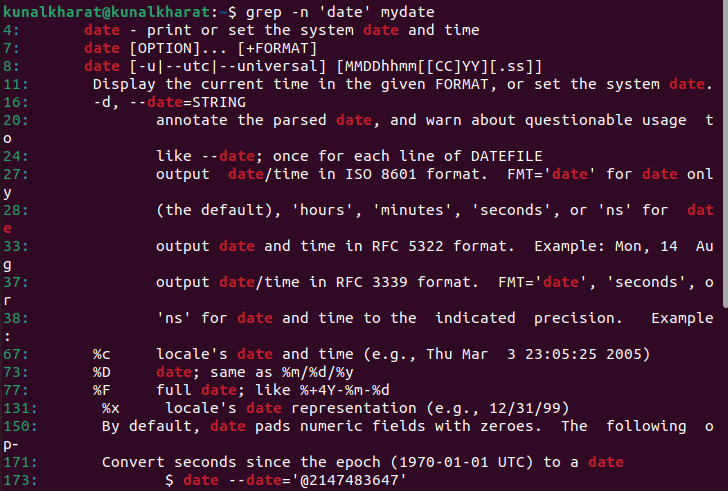 kunalkharat@kunalkharat:~$ grep -n 'date' mydate
4:       date - print or set the system date and time
7:       date [OPTION]... [+FORMAT]
8:       date [-u|--utc|--universal] [MMDDhhmm[[CC]YY][.ss]]
11:       Display the current time in the given FORMAT, or set the system date.
16:       -d, --date=STRING
20:              annotate the parsed date, and warn about questionable usage  t
o
24:              like --date; once for each line of DATEFILE
27:              output  date/time in ISO 8601 format.  FMT='date' for date onl
y
28:              (the default), 'hours', 'minutes', 'seconds', or 'ns' for  dat
e
33:              output date and time in RFC 5322 format.  Example: Mon, 14  Au
g
37:              output date/time in RFC 3339 format.  FMT='date', 'seconds', o
r
38:              'ns' for date and time to the  indicated  precision.   Example
:
67:       %c     locale's date and time (e.g., Thu Mar  3 23:05:25 2005)
73:       %D     date; same as %m/%d/%y
77:       %F     full date; like %+4Y-%m-%d
131:       %x     locale's date representation (e.g., 12/31/99)
150:       By default, date pads numeric fields with zeroes.  The  following  o
p-
171:       Convert seconds since the epoch (1970-01-01 UTC) to a date
173:              $ date --date='@2147483647'